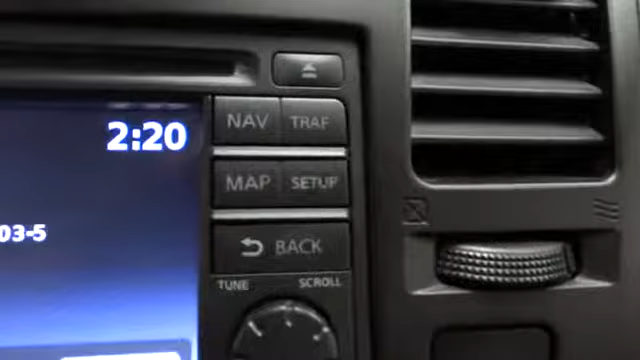 2:20
NAV TRAF
MAP SETUP
03-5
BACK
TUNE SCROLL